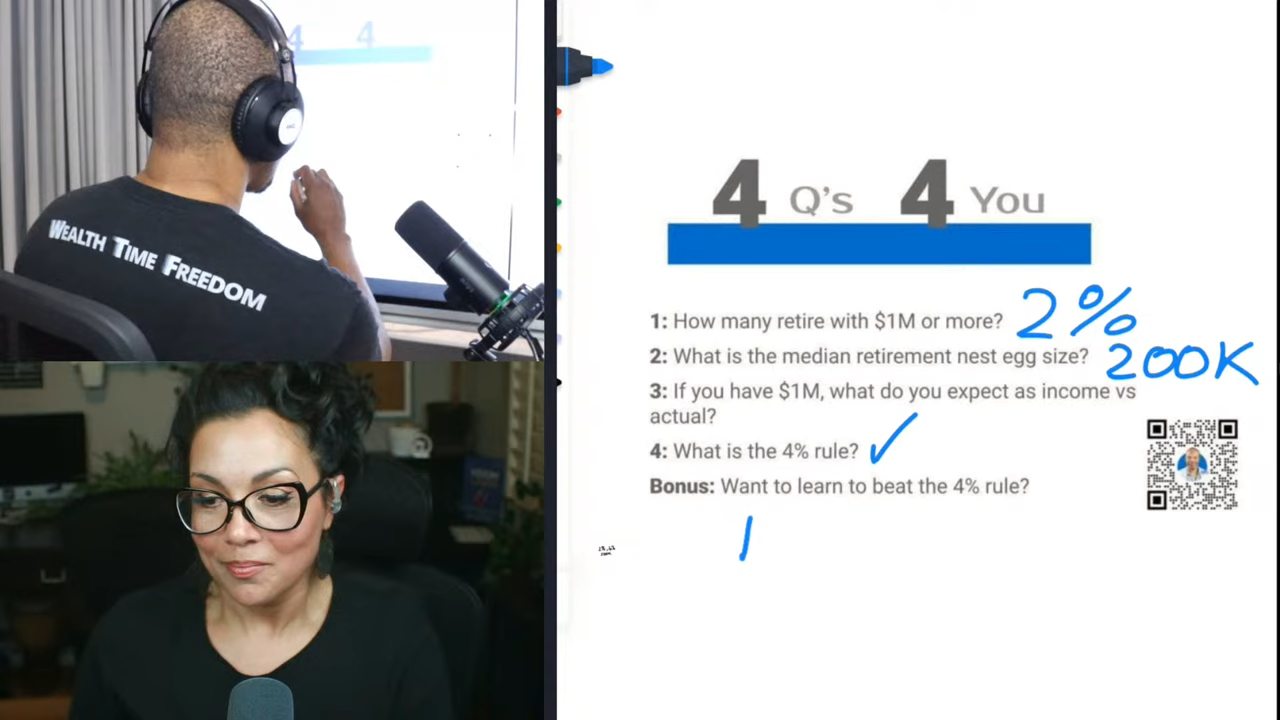 4 4
WEALTH TIME FREEDOM
4 Q's 4 You
1: How many retire with $1M or more? 2%
2: What is the median retirement nest egg size? 200K
3: If you have $1M, what do you expect as income vs
actual?
4: What is the 4% rule? ✓
Bonus: Want to learn to beat the 4% rule?